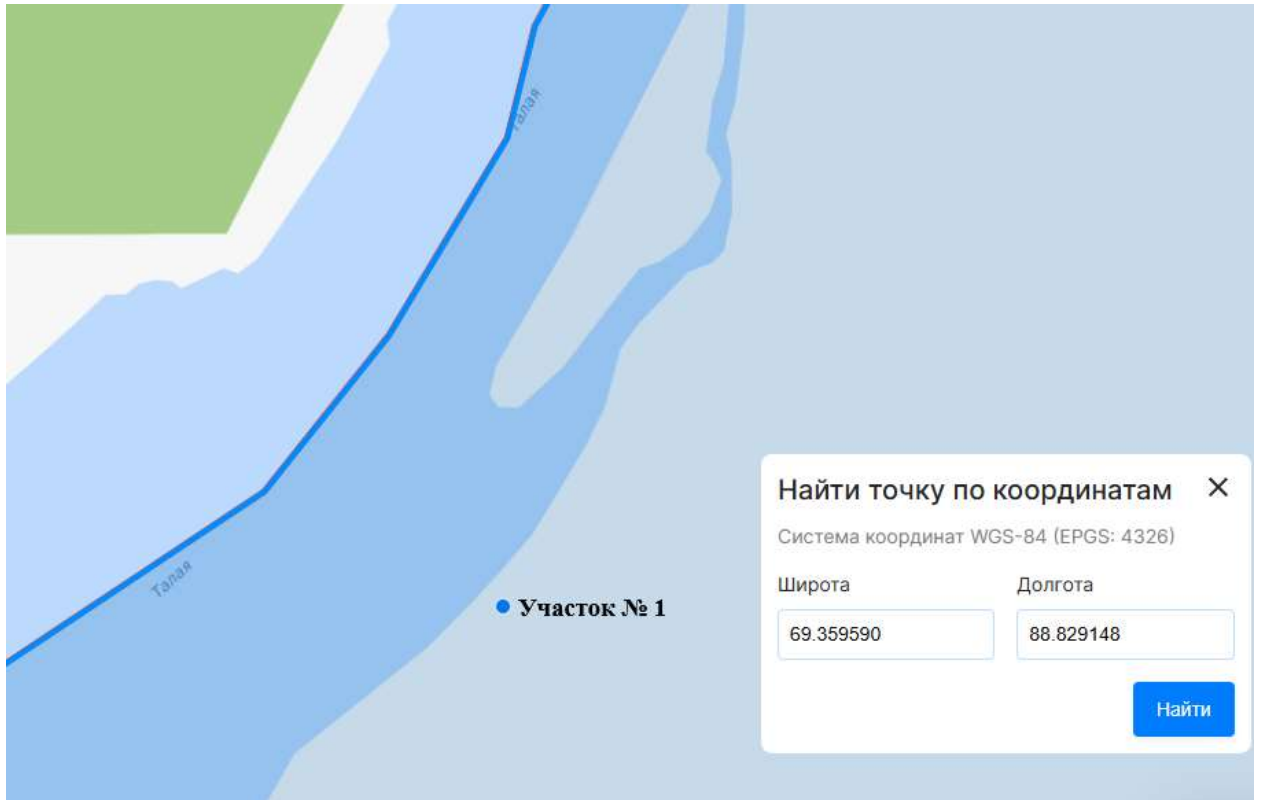 Талая
Талая
Участок № 1
Найти точку по координатам
Система координат WGS-84 (EPGS: 4326)
Широта Долгота
69.359590 88.829148
Найти